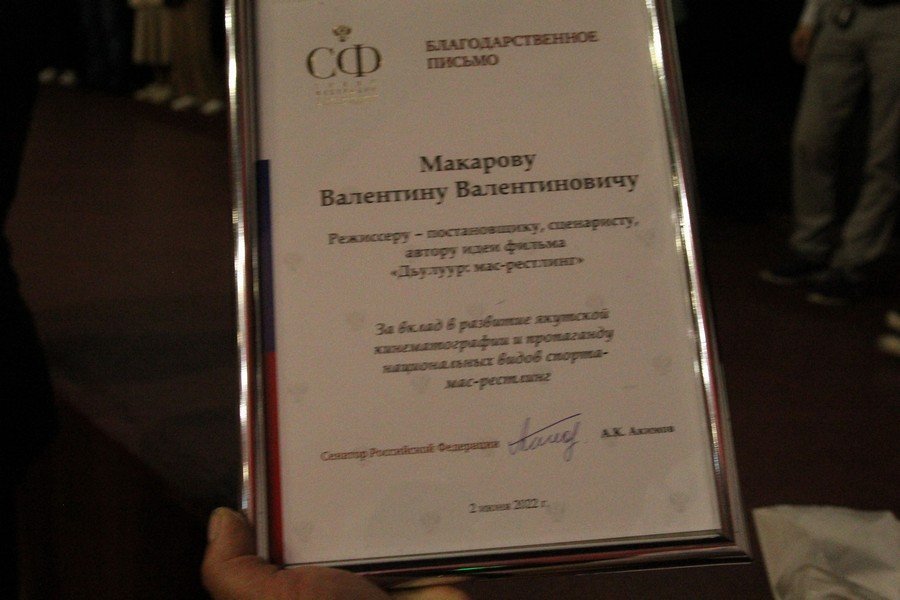 СФ
БЛАГОДАРСТВЕННОЕ
ПИСЬМО
Макарову
Валентину Валентиновичу
Режиссеру – постановщику, сценаристу,
автору идеи фильма
«Дьулуур: мас-рестлинг»
За вклад в развитие якутской
кинематографии и пропаганду
национальных видов спорта-
мас-рестлинг
Сенатор Российской Федерации
А.К. Акимов
2 июня 2022 г.